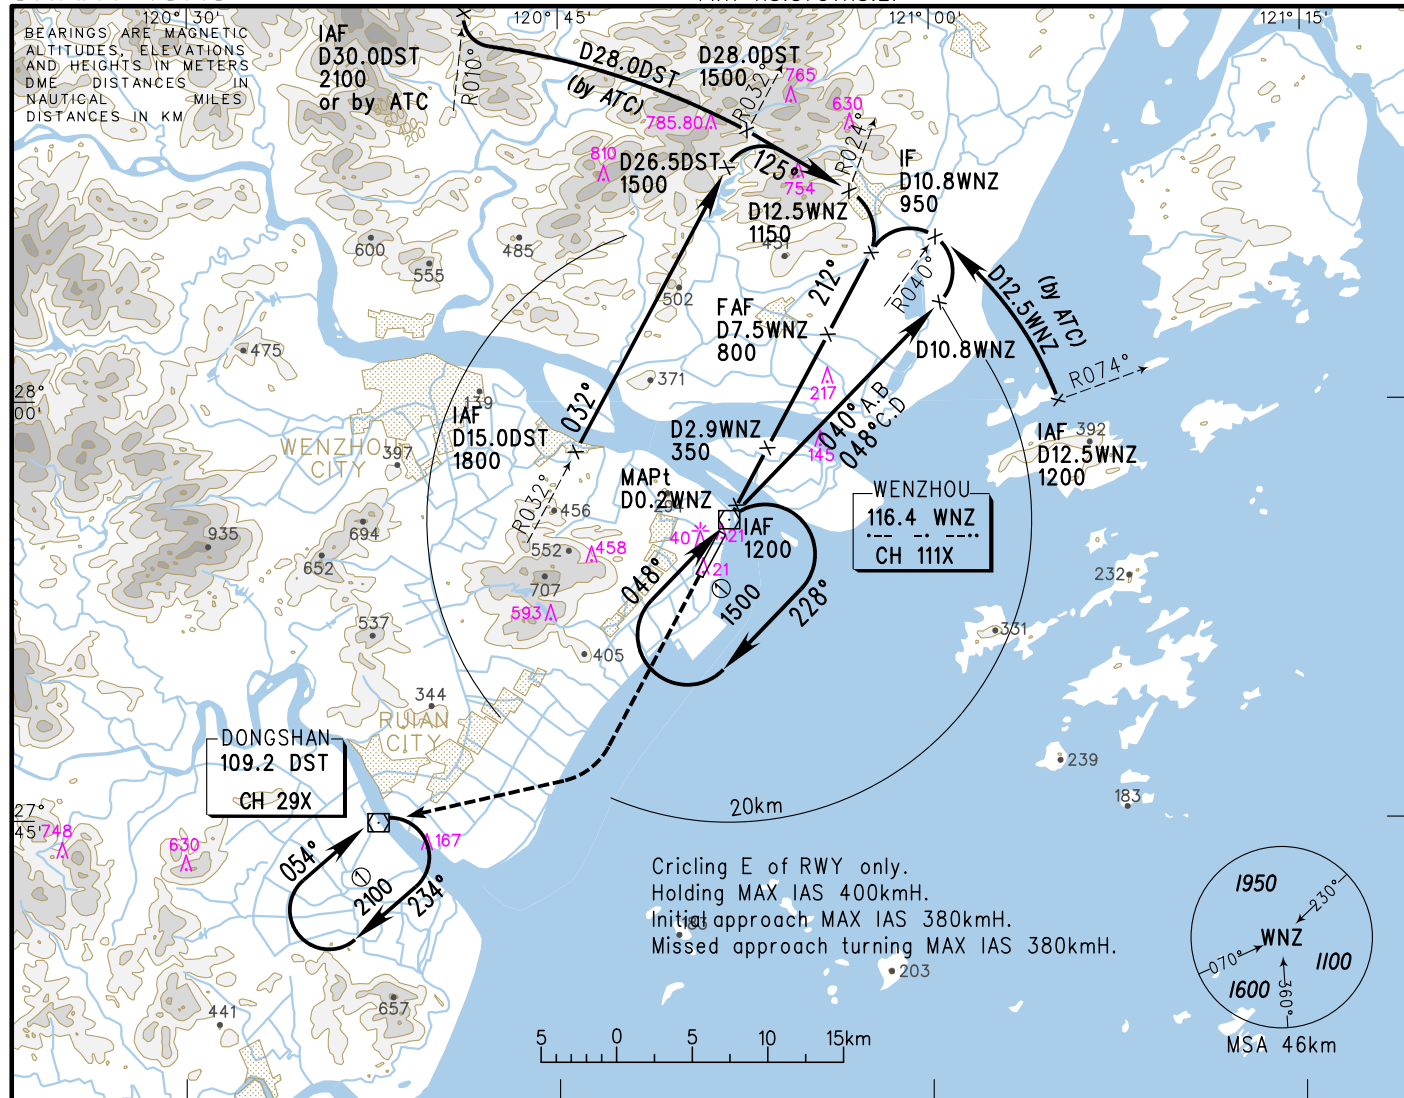 120°30'
120°45'
121°00'
121°15'
BEARINGS ARE MAGNETIC
ALTITUDES, ELEVATIONS
AND HEIGHTS IN METERS
DME DISTANCES IN
NAUTICAL MILES
DISTANCES IN KM
IAF
D30.0DST
2100
or by ATC
R010°
600
400
200
D28.0DST
(by ATC)
D28.0DST
1500
R032°
765
630
785.80
810
D26.5DST
1500
125°
754
R024°
IF
D10.8WNZ
950
D12.5WNZ
1150
451
600
555
485
502
212°
R040°
D12.5WNZ
(by ATC)
FAF
D7.5WNZ
800
D10.8WNZ
R074°
475
371
217
28°
00'
139
IAF
D15.0DST
1800
032°
WENZHOU
CITY
397
D2.9WNZ
350
145
040°A.B
048°C.D
392
IAF
D12.5WNZ
1200
MAPt
D0.2WNZ
R032°
456
WENZHOU
116.4 WNZ
CH 111X
935
694
652
552
458
707
593
40
21
21
IAF
1200
048°
1
1500
228°
232
331
537
405
344
RUIAN
CITY
DONGSHAN
109.2 DST
CH 29X
239
183
20km
27°
45'
748
630
167
054°
1
2100
234°
Cricling E of RWY only.
Holding MAX IAS 400kmH.
Initial approach MAX IAS 380kmH.
Missed approach turning MAX IAS 380kmH.
183
203
657
441
5 0 5 10 15km
1950
230°
WNZ
070°
1100
1600
360°
MSA 46km